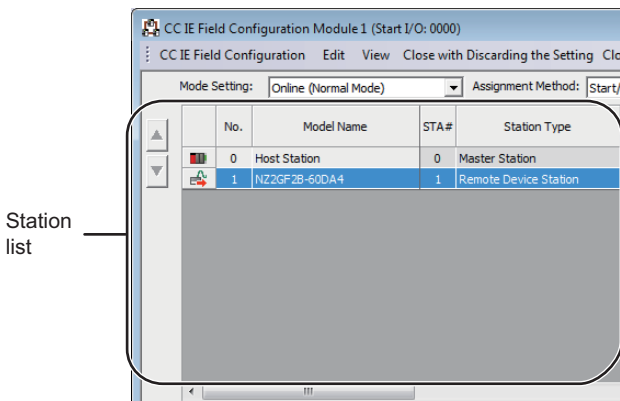 CC IE Field Configuration Module 1 (Start I/O: 0000)
CC IE Field Configuration Edit View Close with Discarding the Setting Clo
Mode Setting: Online (Normal Mode) Assignment Method: Start/
No. Model Name STA# Station Type
0 Host Station 0 Master Station
1 NZ2GF2B-60DA4 1 Remote Device Station
Station
list